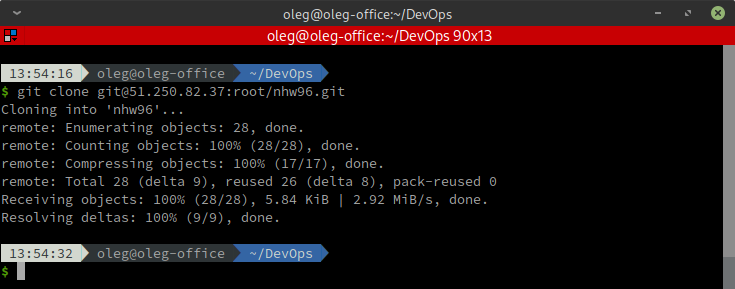 oleg@oleg-office:~/DevOps
oleg@oleg-office:~/DevOps 90x13
13:54:16 oleg@oleg-office ~/DevOps
$ git clone git@51.250.82.37:root/nhw96.git
Cloning into 'nhw96'...
remote: Enumerating objects: 28, done.
remote: Counting objects: 100% (28/28), done.
remote: Compressing objects: 100% (17/17), done.
remote: Total 28 (delta 9), reused 26 (delta 8), pack-reused 0
Receiving objects: 100% (28/28), 5.84 KiB | 2.92 MiB/s, done.
Resolving deltas: 100% (9/9), done.
13:54:32 oleg@oleg-office ~/DevOps
$